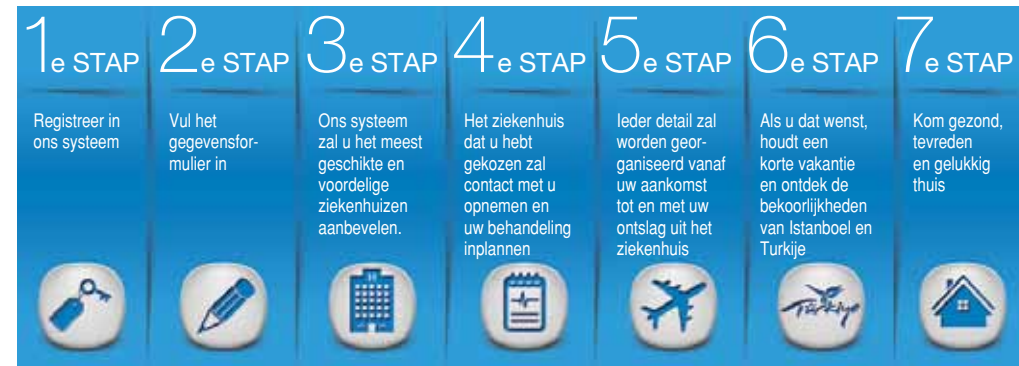 1e STAP
Registreer in
ons systeem
2e STAP
Vul het
gegevensfor-
mulier in
3e STAP
Ons systeem
zal u het meest
geschikte en
voordelige
ziekenhuizen
aanbevelen.
4e STAP
Het ziekenhuis
dat u hebt
gekozen zal
contact met u
opnemen en
uw behandeling
inplannen
5e STAP
Ieder detail zal
worden geor-
ganiseerd vanaf
uw aankomst
tot en met uw
ontslag uit het
ziekenhuis
6e STAP
Als u dat wenst,
houdt een
korte vakantie
en ontdek de
bekoorlijkheden
van Istanboel en
Turkije
Türkiye
7e STAP
Kom gezond,
tevreden
en gelukkig
thuis